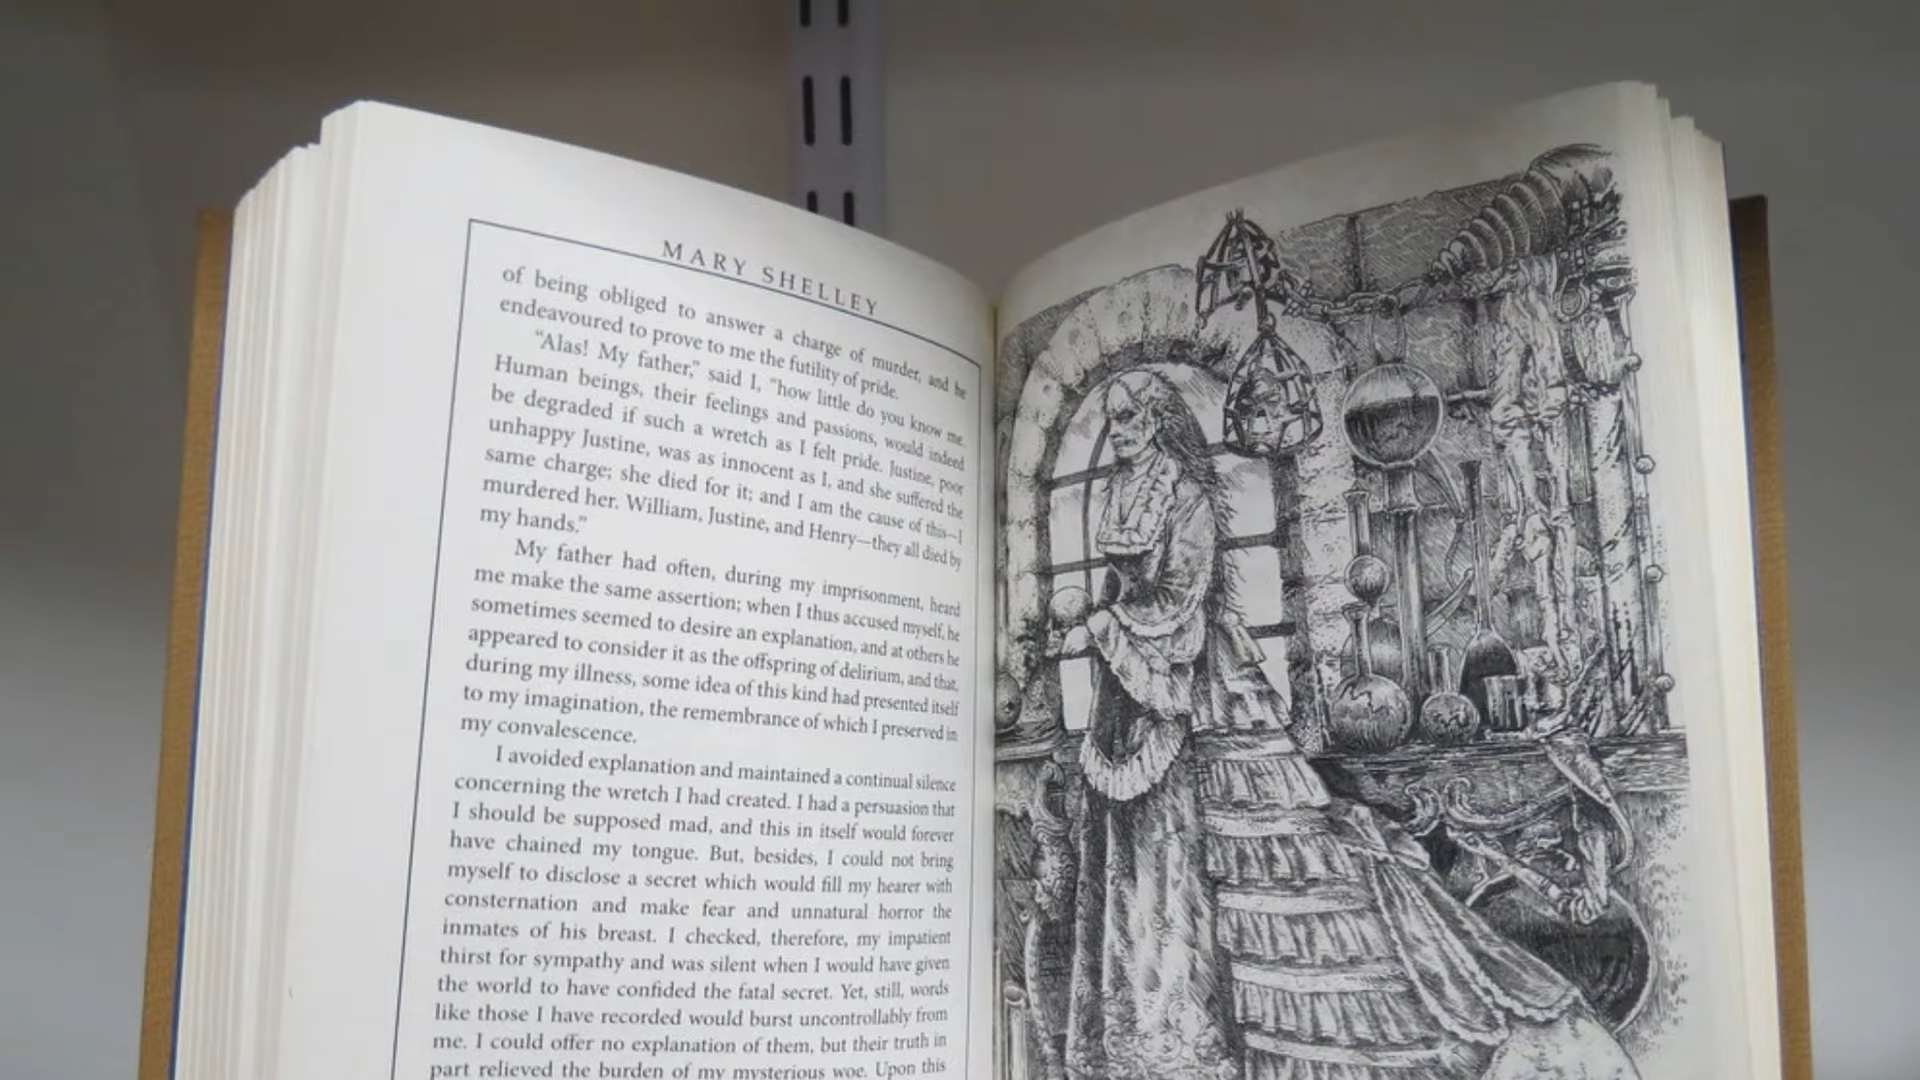 MARY SHELLEY
of being obliged to answer a charge of murder, and he
endeavoured to prove to me the futility of pride.
"Alas! My father," said I, "how little do you know me.
Human beings, their feelings and passions, would indeed
be degraded if such a wretch as I felt pride. Justine, poor
unhappy Justine, was as innocent as I, and she suffered the
same charge; she died for it; and I am the cause of this—I
murdered her. William, Justine, and Henry—they all died by
my hands."
My father had often, during my imprisonment, heard
me make the same assertion; when I thus accused myself, he
sometimes seemed to desire an explanation, and at others he
appeared to consider it as the offspring of delirium, and that,
during my illness, some idea of this kind had presented itself
to my imagination, the remembrance of which I preserved in
my convalescence.
I avoided explanation and maintained a continual silence
concerning the wretch I had created. I had a persuasion that
I should be supposed mad, and this in itself would forever
have chained my tongue. But, besides, I could not bring
myself to disclose a secret which would fill my hearer with
consternation and make fear and unnatural horror the
inmates of his breast. I checked, therefore, my impatient
thirst for sympathy and was silent when I would have given
the world to have confided the fatal secret. Yet, still, words
like those I have recorded would burst uncontrollably from
me. I could offer no explanation of them, but their truth in
part relieved the burden of my mysterious woe. Upon this